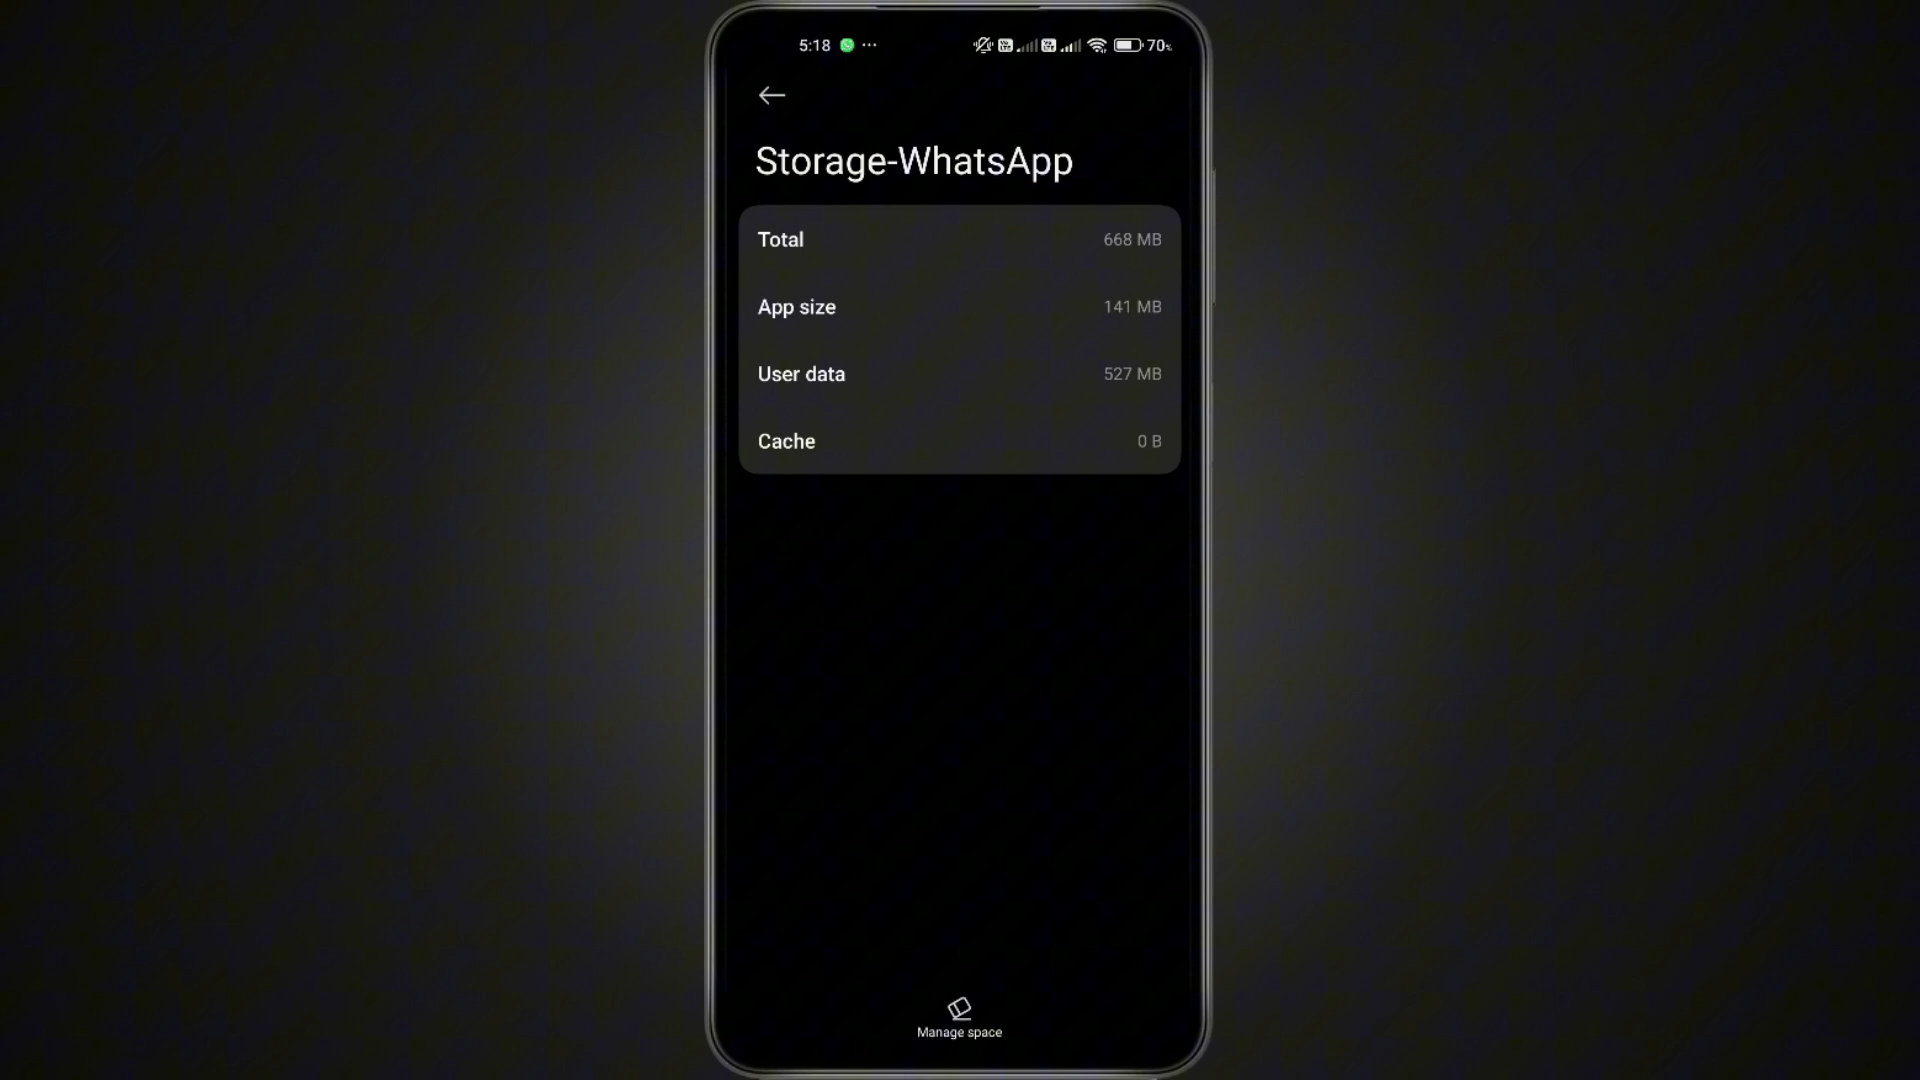 5:18 ...
70%
Storage-WhatsApp
Total 668 MB
App size 141 MB
User data 527 MB
Cache 0 B
Manage space